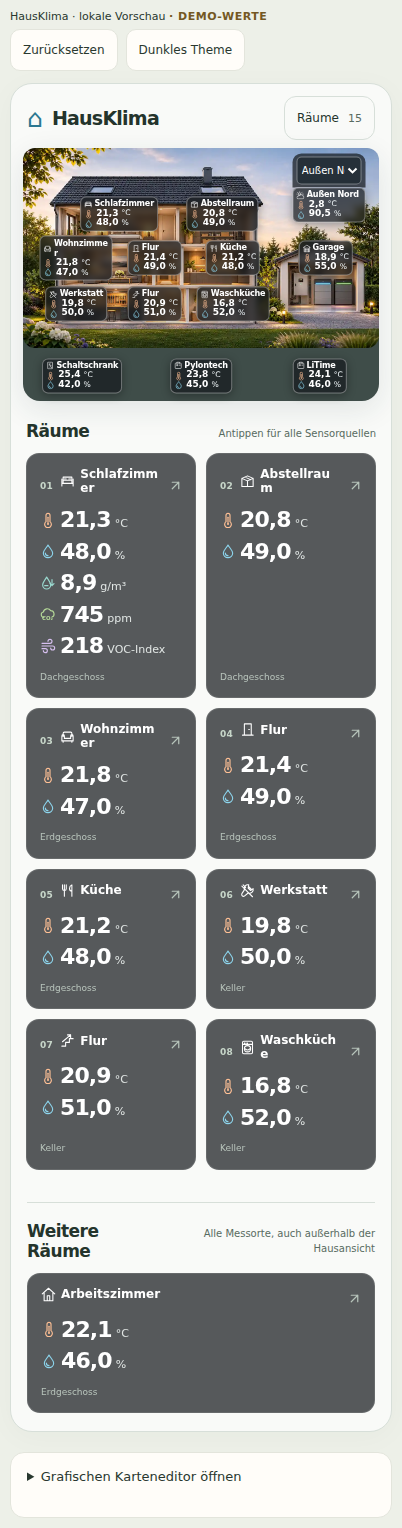 HausKlima · lokale Vorschau · DEMO-WERTE
Zurücksetzen
Dunkles Theme
HausKlima
Räume 15
Außen N
Schlafzimmer
21,3 °C
48,0 %
Abstellraum
20,8 °C
49,0 %
Außen Nord
2,8 °C
90,5 %
Wohnzimme
r
21,8 °C
47,0 %
Flur
21,4 °C
49,0 %
Küche
21,2 °C
48,0 %
Garage
18,9 °C
55,0 %
Werkstatt
19,8 °C
50,0 %
Flur
20,9 °C
51,0 %
Waschküche
16,8 °C
52,0 %
Schaltschrank
25,4 °C
42,0 %
Pylontech
23,8 °C
45,0 %
LiTime
24,1 °C
46,0 %
Räume
Antippen für alle Sensorquellen
01 Schlafzimm
er
21,3 °C
48,0 %
8,9 g/m³
745 ppm
218 VOC-Index
Dachgeschoss
02 Abstellrau
m
20,8 °C
49,0 %
Dachgeschoss
03 Wohnzimm
er
21,8 °C
47,0 %
Erdgeschoss
04 Flur
21,4 °C
49,0 %
Erdgeschoss
05 Küche
21,2 °C
48,0 %
Erdgeschoss
06 Werkstatt
19,8 °C
50,0 %
Keller
07 Flur
20,9 °C
51,0 %
Keller
08 Waschküch
e
16,8 °C
52,0 %
Keller
Weitere
Räume
Alle Messorte, auch außerhalb der
Hausansicht
Arbeitszimmer
22,1 °C
46,0 %
Erdgeschoss
Grafischen Karteneditor öffnen